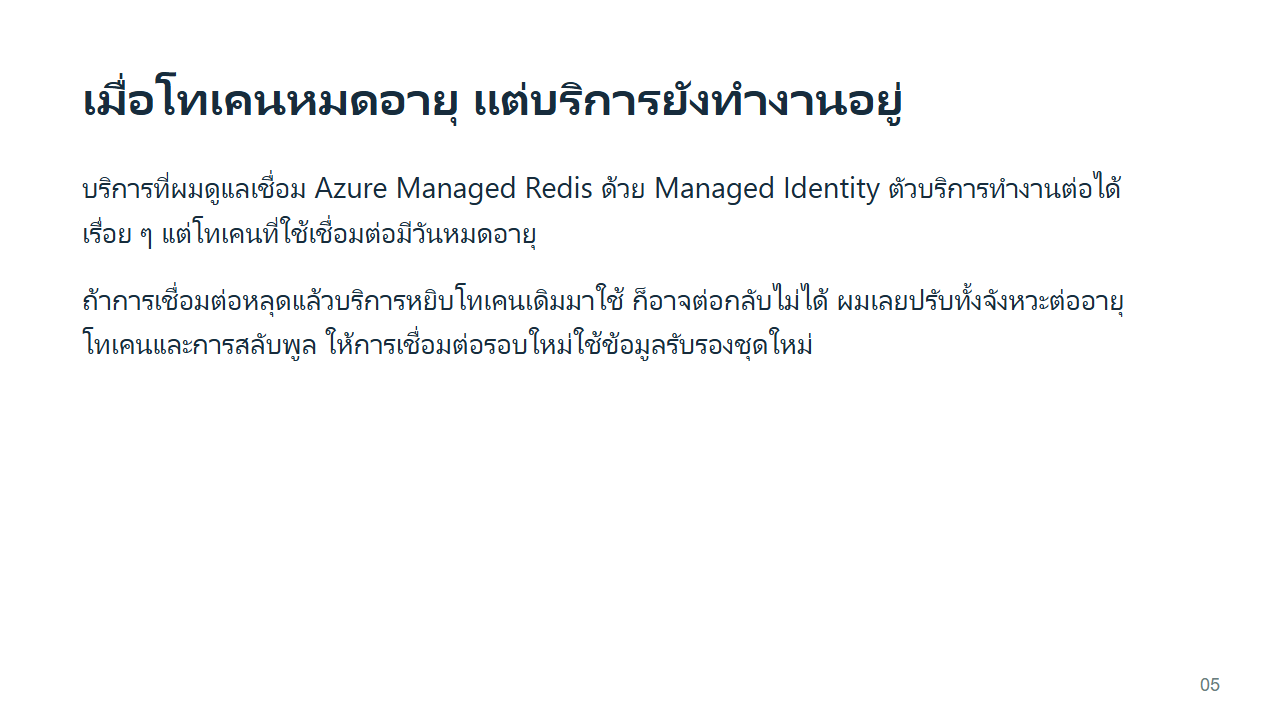 เมื่อโทเคนหมดอายุ แต่บริการยังทำงานอยู่
บริการที่ผมดูแลเชื่อม Azure Managed Redis ด้วย Managed Identity ตัวบริการทำงานต่อได้
เรื่อย ๆ แต่โทเคนที่ใช้เชื่อมต่อมีวันหมดอายุ
ถ้าการเชื่อมต่อหลุดแล้วบริการหยิบโทเคนเดิมมาใช้ ก็อาจต่อกลับไม่ได้ ผมเลยปรับทั้งจังหวะต่ออายุ
โทเคนและการสลับพูล ให้การเชื่อมต่อรอบใหม่ใช้ข้อมูลรับรองชุดใหม่
05